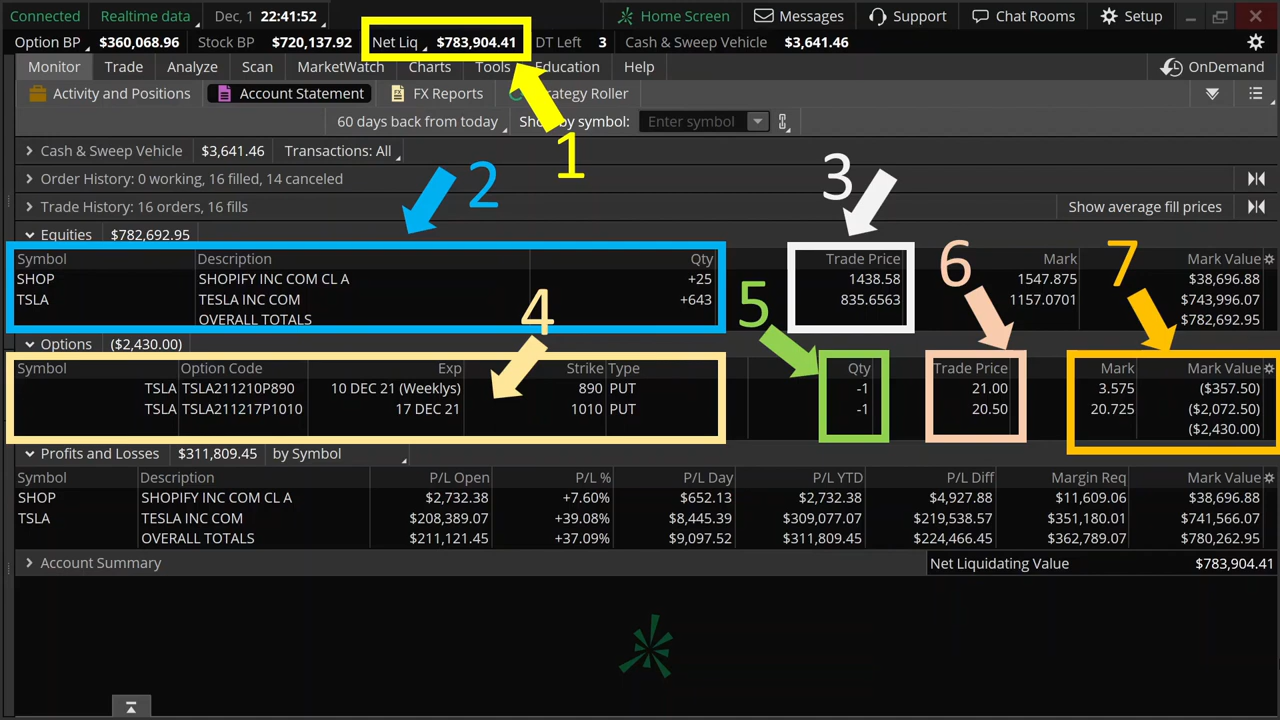 Connected Realtime data Dec, 1 22:41:52 Home Screen Messages Support Chat Rooms Setup
Option BP $360,068.96 Stock BP $720,137.92 Net Liq $783,904.41 DT Left 3 Cash & Sweep Vehicle $3,641.46
Monitor Trade Analyze Scan MarketWatch Charts Tools Education Help OnDemand
Activity and Positions Account Statement FX Reports Strategy Roller
60 days back from today Show by symbol: Enter symbol
1
Cash & Sweep Vehicle $3,641.46 Transactions: All
Order History: 0 working, 16 filled, 14 canceled
2 3
Trade History: 16 orders, 16 fills Show average fill prices
Equities $782,692.95
Symbol Description Qty Trade Price Mark Mark Value
SHOP SHOPIFY INC COM CL A +25 1438.58 1547.875 $38,696.88
TSLA TESLA INC COM +643 835.6563 1157.0701 $743,996.07
OVERALL TOTALS $782,692.95
4 5 6 7
Options ($2,430.00)
Symbol Option Code Exp Strike Type Qty Trade Price Mark Mark Value
TSLA TSLA211210P890 10 DEC 21 (Weeklys) 890 PUT -1 21.00 3.575 ($357.50)
TSLA TSLA211217P1010 17 DEC 21 1010 PUT -1 20.50 20.725 ($2,072.50)
($2,430.00)
Profits and Losses $311,809.45 by Symbol
Symbol Description P/L Open P/L % P/L Day P/L YTD P/L Diff Margin Req Mark Value
SHOP SHOPIFY INC COM CL A $2,732.38 +7.60% $652.13 $2,732.38 $4,927.88 $11,609.06 $38,696.88
TSLA TESLA INC COM $208,389.07 +39.08% $8,445.39 $309,077.07 $219,538.57 $351,180.01 $741,566.07
OVERALL TOTALS $211,121.45 +37.09% $9,097.52 $311,809.45 $224,466.45 $362,789.07 $780,262.95
Account Summary Net Liquidating Value $783,904.41